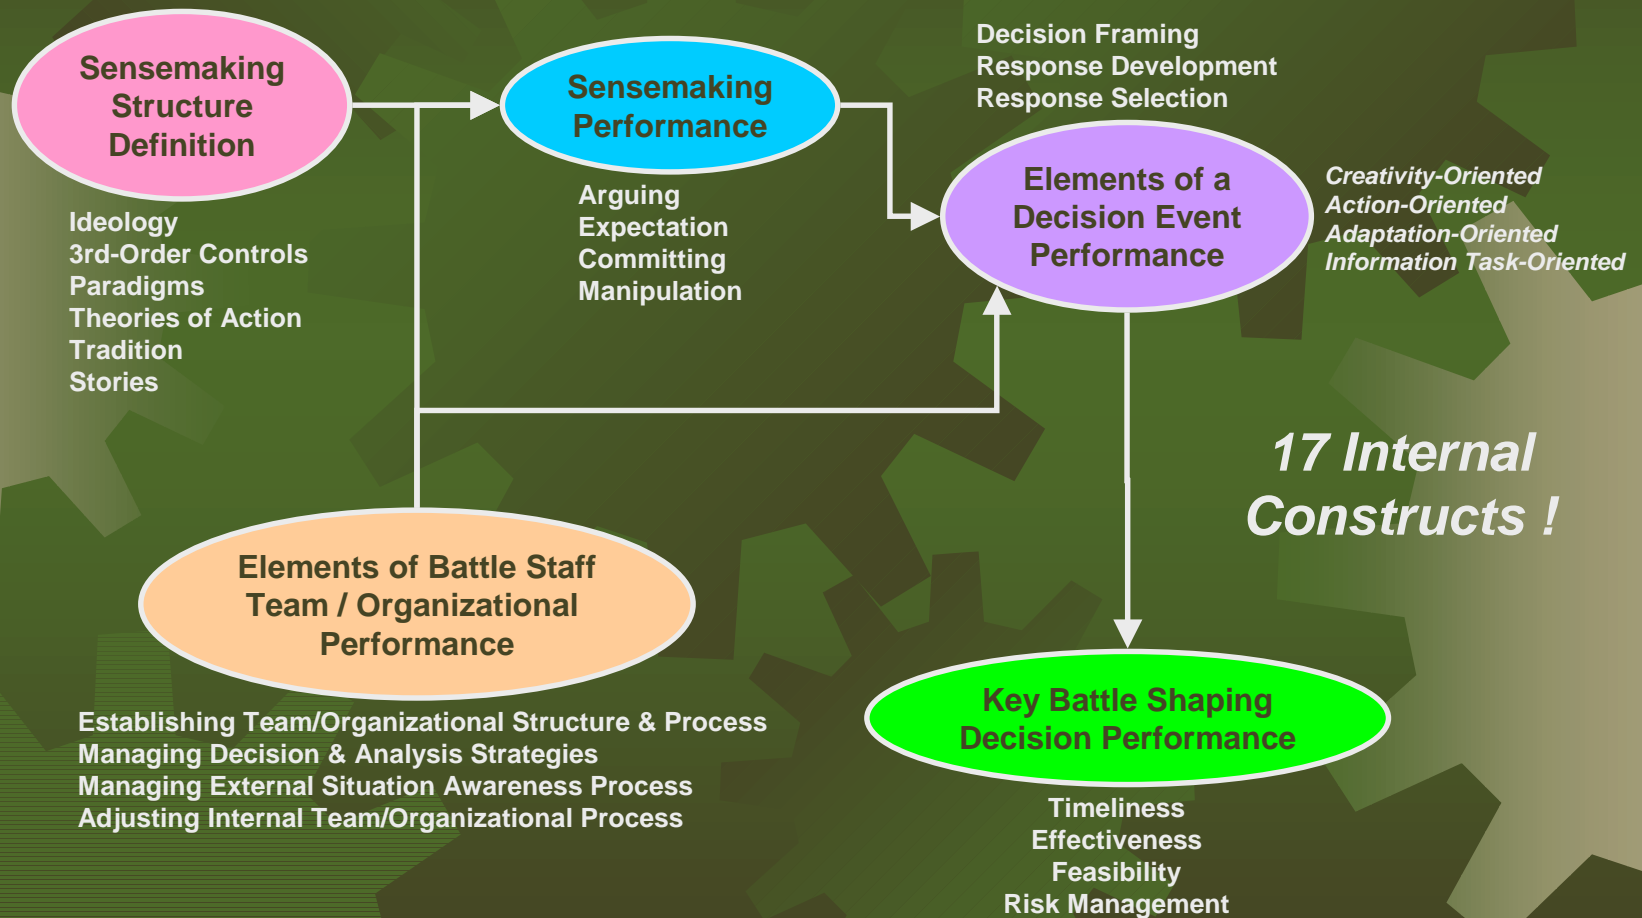 Sensemaking
Structure
Definition
Ideology
3rd-Order Controls
Paradigms
Theories of Action
Tradition
Stories
Sensemaking
Performance
Arguing
Expectation
Committing
Manipulation
Decision Framing
Response Development
Response Selection
Elements of a
Decision Event
Performance
Creativity-Oriented
Action-Oriented
Adaptation-Oriented
Information Task-Oriented
17 Internal
Constructs !
Elements of Battle Staff
Team / Organizational
Performance
Establishing Team/Organizational Structure & Process
Managing Decision & Analysis Strategies
Managing External Situation Awareness Process
Adjusting Internal Team/Organizational Process
Key Battle Shaping
Decision Performance
Timeliness
Effectiveness
Feasibility
Risk Management